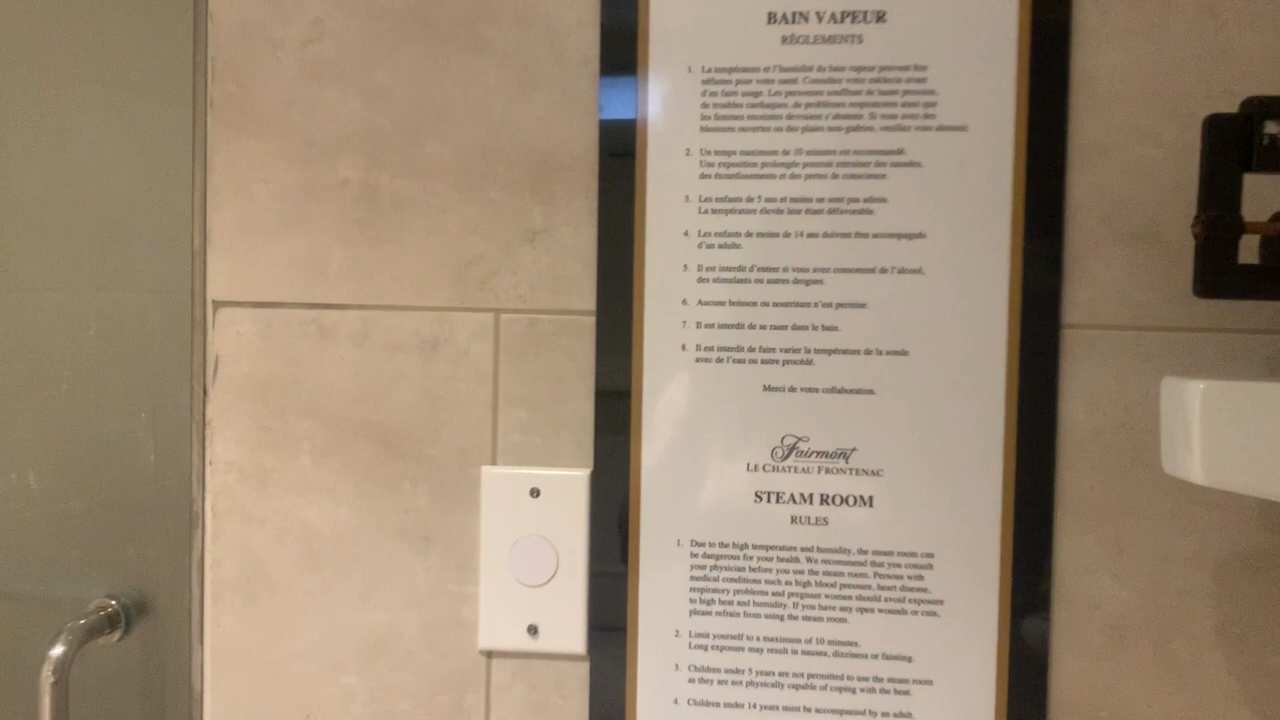 BAIN VAPEUR
RÈGLEMENTS
1. La température et l'humidité du bain vapeur peuvent être
néfastes pour votre santé. Consultez votre médecin avant
d'en faire usage. Les personnes souffrant de haute pression,
de troubles cardiaques, de problèmes respiratoires ainsi que
les femmes enceintes devraient s'abstenir. Si vous avez des
blessures ouvertes ou des plaies non-guéries, veuillez vous abstenir.
2. Un temps maximum de 10 minutes est recommandé.
Une exposition prolongée pourrait entraîner des nausées,
des étourdissements et des pertes de conscience.
3. Les enfants de 5 ans et moins ne sont pas admis.
La température élevée leur étant défavorable.
4. Les enfants de moins de 14 ans doivent être accompagnés
d'un adulte.
5. Il est interdit d'entrer si vous avez consommé de l'alcool,
des stimulants ou autres drogues.
6. Aucune boisson ou nourriture n'est permise.
7. Il est interdit de se raser dans le bain.
8. Il est interdit de faire varier la température de la sonde
avec de l'eau ou autre procédé.
Merci de votre collaboration.
Fairmont
LE CHATEAU FRONTENAC
STEAM ROOM
RULES
1. Due to the high temperature and humidity, the steam room can
be dangerous for your health. We recommend that you consult
your physician before you use the steam room. Persons with
medical conditions such as high blood pressure, heart disease,
respiratory problems and pregnant women should avoid exposure
to high heat and humidity. If you have any open wounds or cuts,
please refrain from using the steam room.
2. Limit yourself to a maximum of 10 minutes.
Long exposure may result in nausea, dizziness or fainting.
3. Children under 5 years are not permitted to use the steam room
as they are not physically capable of coping with the heat.
4. Children under 14 years must be accompanied by an adult.